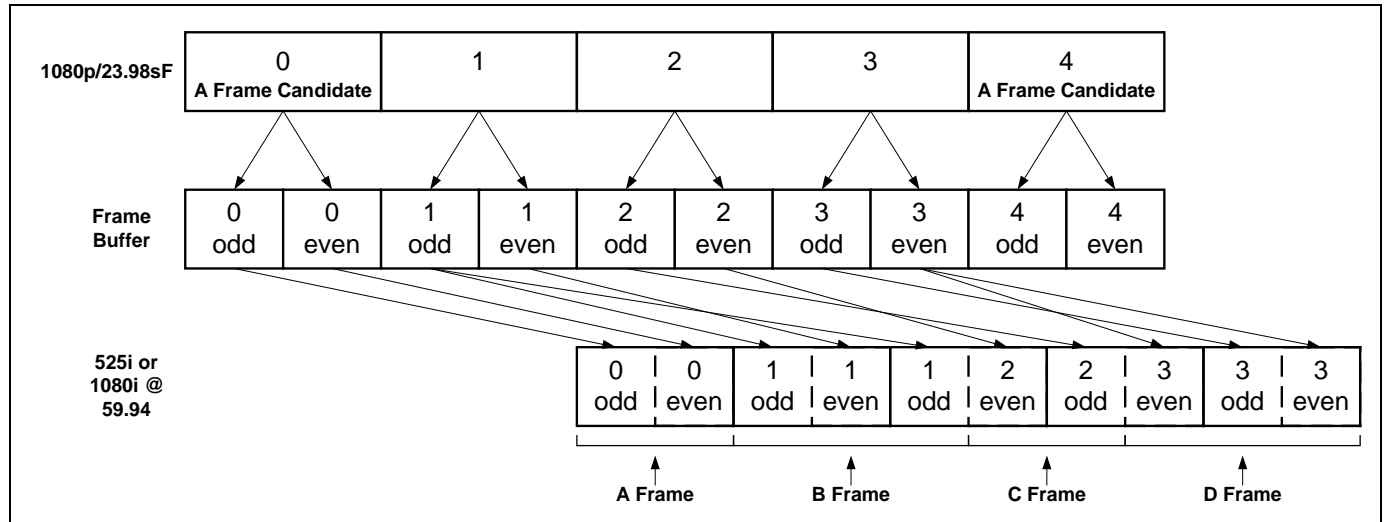 1080p/23.98sF
0
A Frame Candidate
1
2
3
4
A Frame Candidate
Frame
Buffer
0
odd
0
even
1
odd
1
even
2
odd
2
even
3
odd
3
even
4
odd
4
even
525i or
1080i @
59.94
0
odd
0
even
1
odd
1
even
1
odd
2
even
2
odd
3
even
3
odd
3
even
A Frame
B Frame
C Frame
D Frame